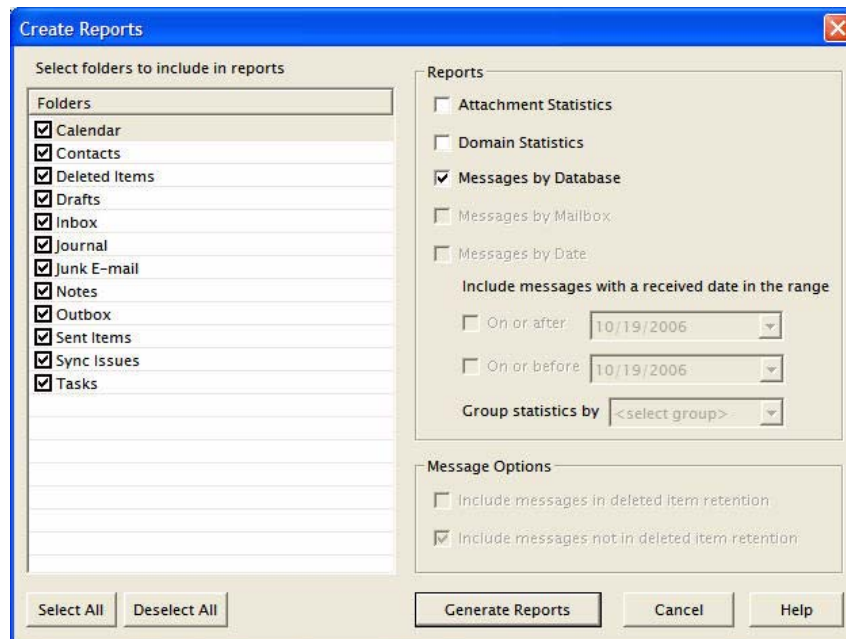 Create Reports
Select folders to include in reports
Folders
Calendar
Contacts
Deleted Items
Drafts
Inbox
Journal
Junk E-mail
Notes
Outbox
Sent Items
Sync Issues
Tasks
Select All
Deselect All
Reports
Attachment Statistics
Domain Statistics
Messages by Database
Messages by Mailbox
Messages by Date
Include messages with a received date in the range
On or after 10/19/2006
On or before 10/19/2006
Group statistics by <select group>
Message Options
Include messages in deleted item retention
Include messages not in deleted item retention
Generate Reports
Cancel
Help